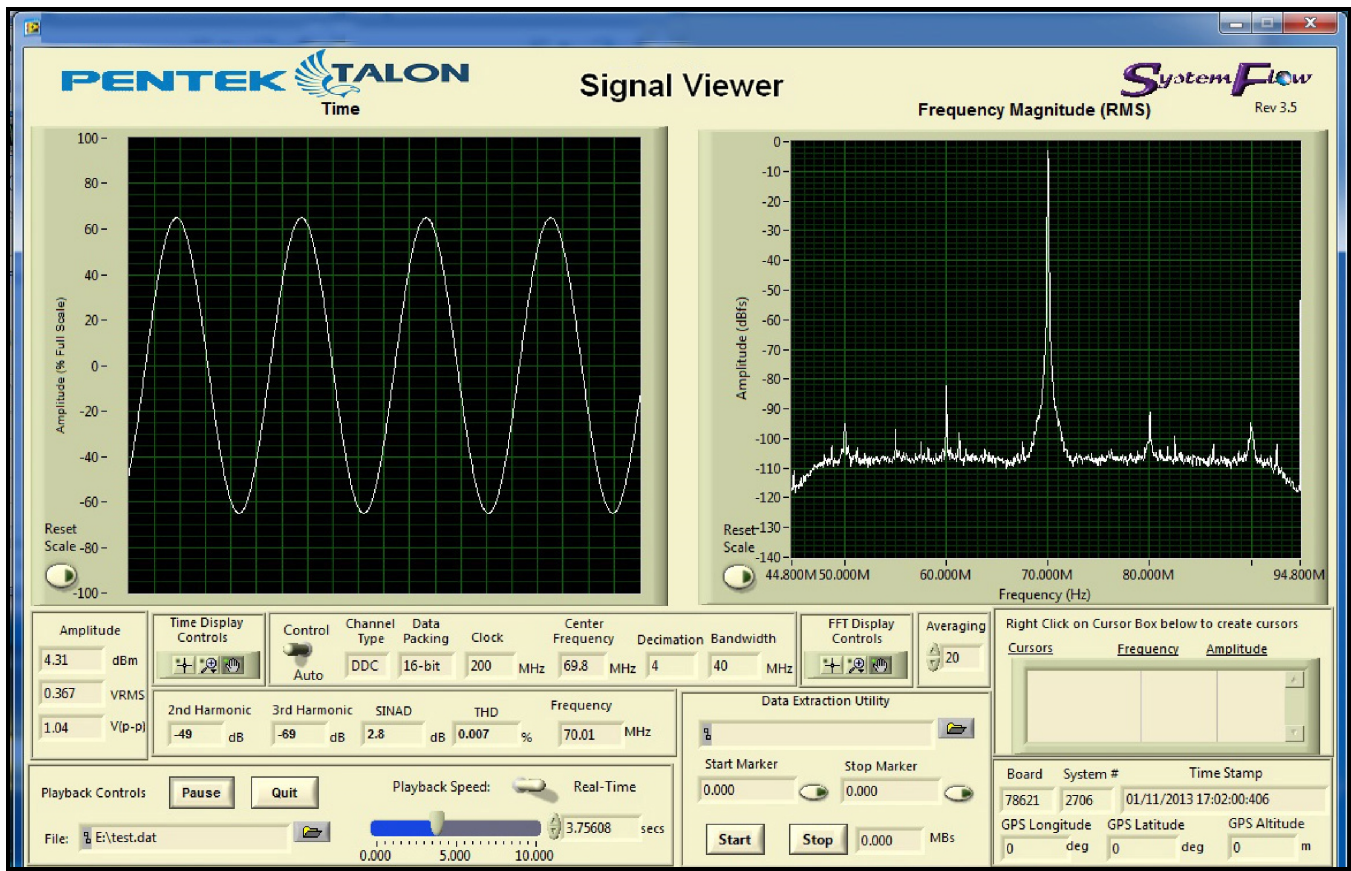 PENTEK TALON
Signal Viewer
SystemFlow
Rev 3.5
Time
Frequency Magnitude (RMS)
Amplitude (% Full Scale)
100
80
60
40
20
0
-20
-40
-60
-80
-100
Reset
Scale
Amplitude (dBfs)
0
-10
-20
-30
-40
-50
-60
-70
-80
-90
-100
-110
-120
-130
-140
Reset
Scale
44.800M 50.000M 60.000M 70.000M 80.000M 94.800M
Frequency (Hz)
Amplitude
4.31 dBm
0.367 VRMS
1.04 V(p-p)
Time Display
Controls
Control
Auto
Channel
Type
DDC
Data
Packing
16-bit
Clock
200 MHz
Center
Frequency
69.8 MHz
Decimation
4
Bandwidth
40 MHz
FFT Display
Controls
Averaging
20
Right Click on Cursor Box below to create cursors
Cursors Frequency Amplitude
2nd Harmonic
-49 dB
3rd Harmonic
-69 dB
SINAD
2.8 dB
THD
0.007 %
Frequency
70.01 MHz
Data Extraction Utility
Start Marker
0.000
Stop Marker
0.000
Start Stop 0.000 MBs
Playback Controls Pause Quit
File: E:\test.dat
Playback Speed: Real-Time
3.75608 secs
0.000 5.000 10.000
Board System # Time Stamp
78621 2706 01/11/2013 17:02:00:406
GPS Longitude GPS Latitude GPS Altitude
0 deg 0 deg 0 m